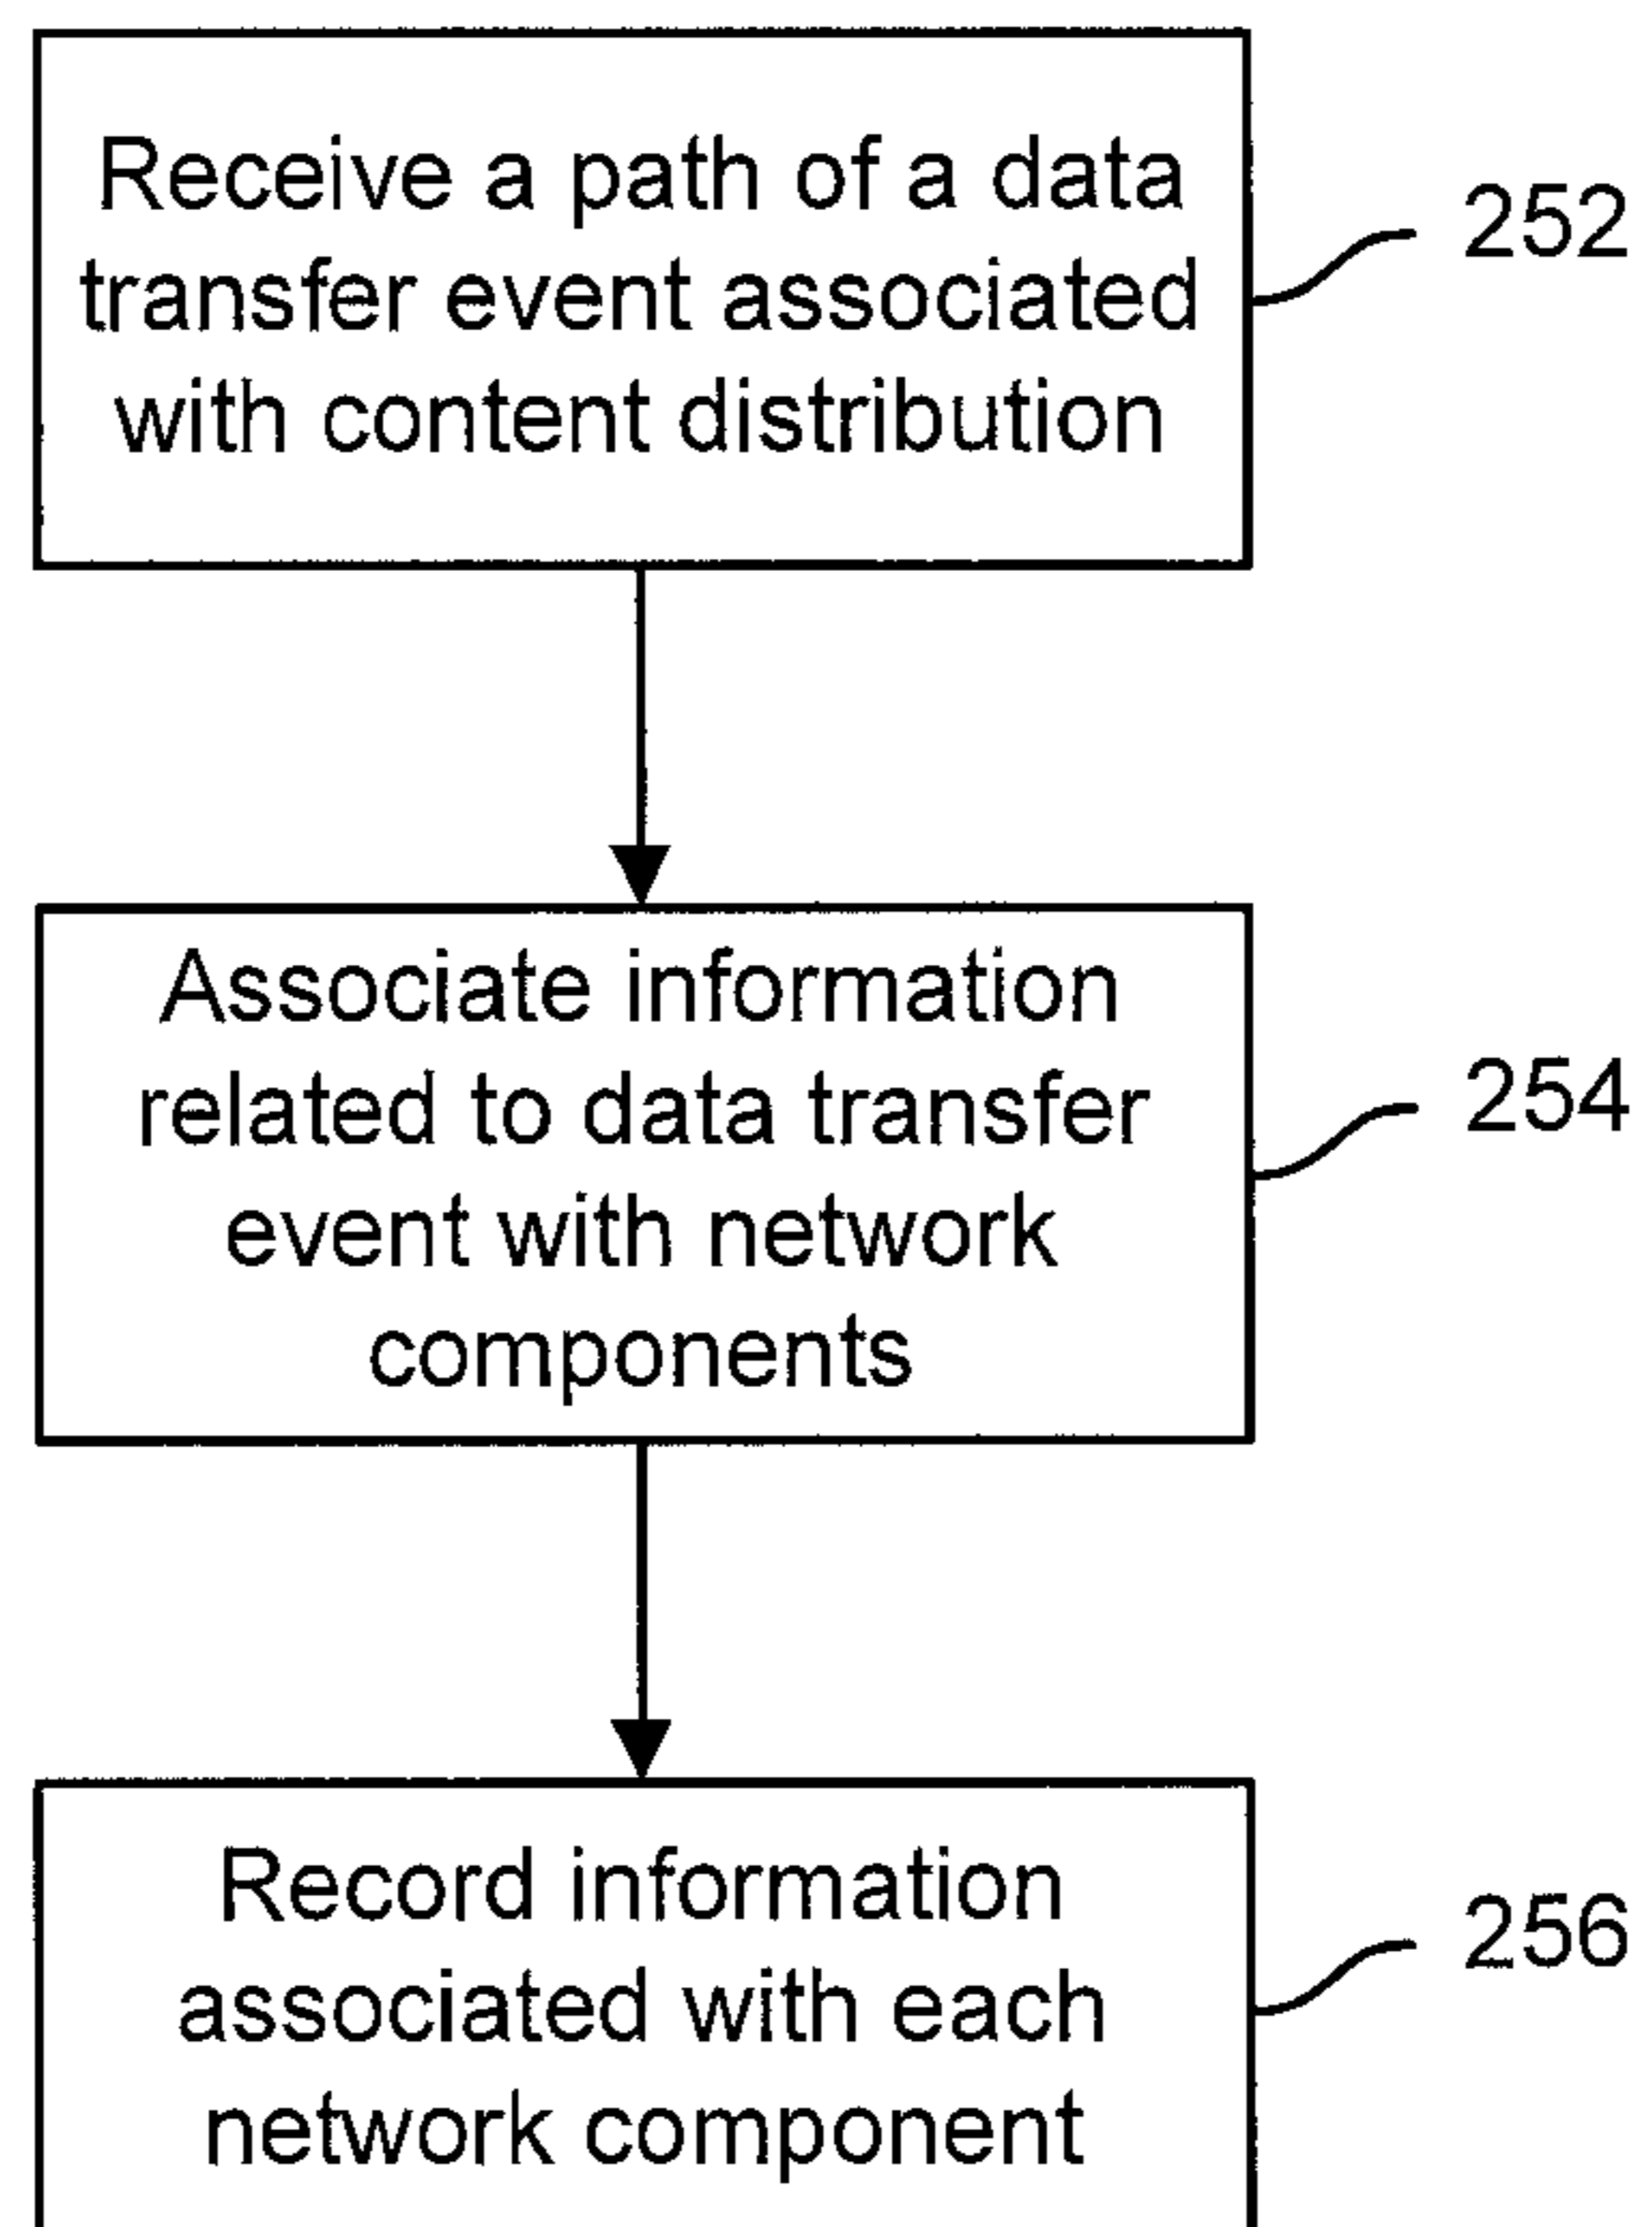 Receive a path of a data
transfer event associated
with content distribution
252
Associate information
related to data transfer
event with network
components
254
Record information
associated with each
network component
256